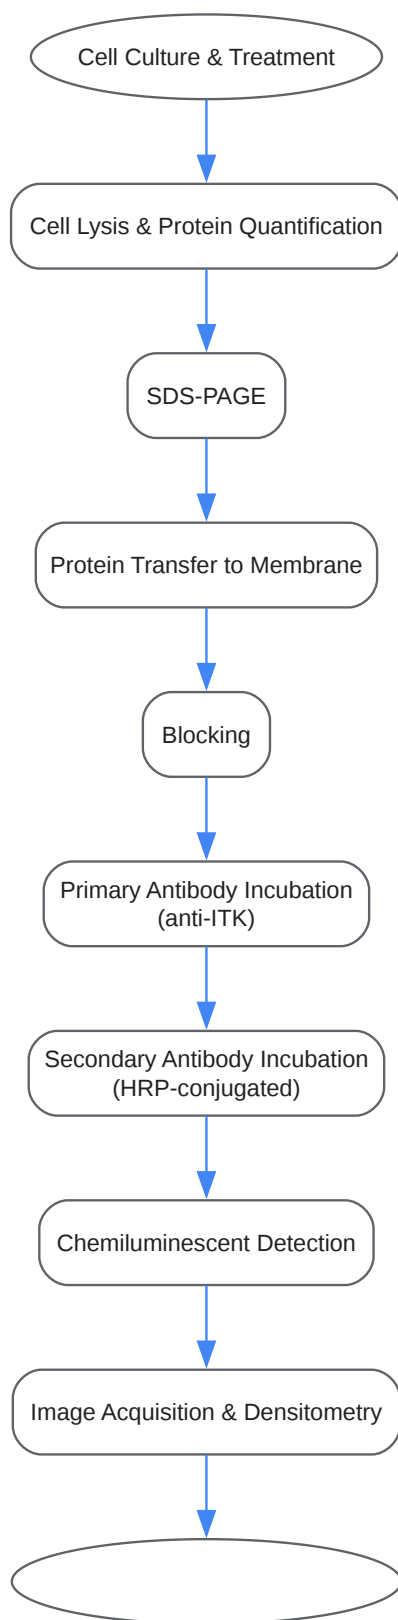 Cell Culture & Treatment
Cell Lysis & Protein Quantification
SDS-PAGE
Protein Transfer to Membrane
Blocking
Primary Antibody Incubation
(anti-ITK)
Secondary Antibody Incubation
(HRP-conjugated)
Chemiluminescent Detection
Image Acquisition & Densitometry